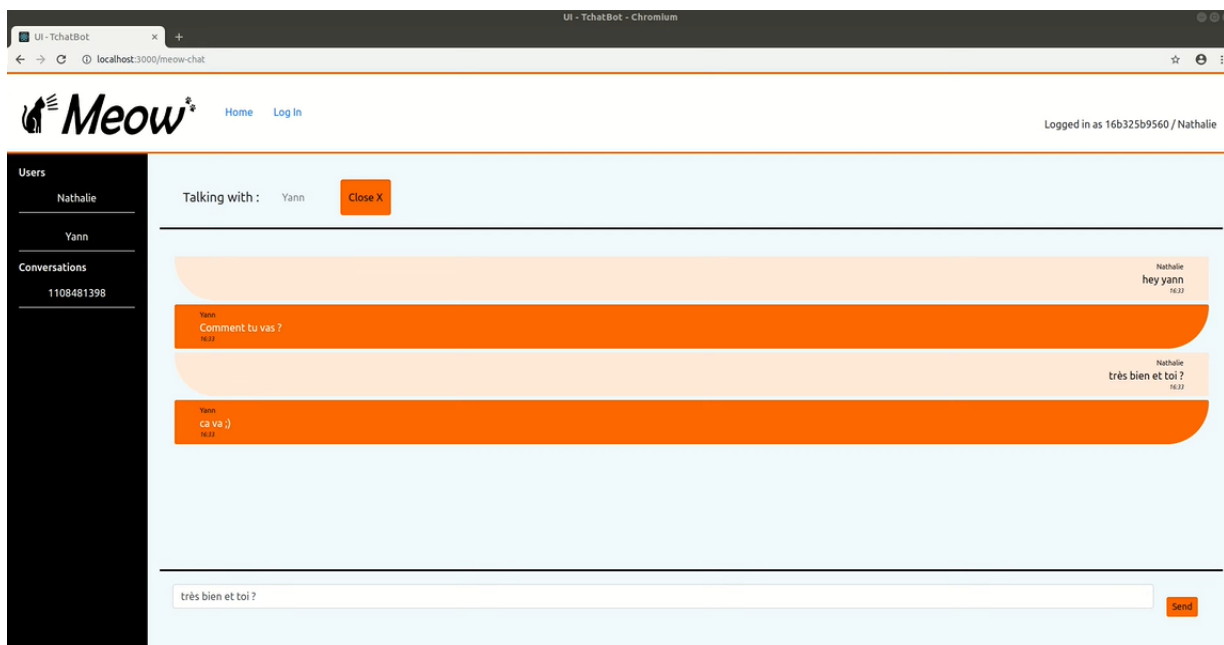 UI - TchatBot - Chromium
UI - TchatBot × +
localhost:3000/meow-chat
Meow
Home Log In
Logged in as 16b325b9560 / Nathalie
Users
Nathalie
Yann
Conversations
1108481398
Talking with : Yann Close X
Nathalie
hey yann
16:33
Yann
Comment tu vas ?
16:33
Nathalie
très bien et toi ?
16:33
Yann
ca va ;)
16:33
très bien et toi ?
Send